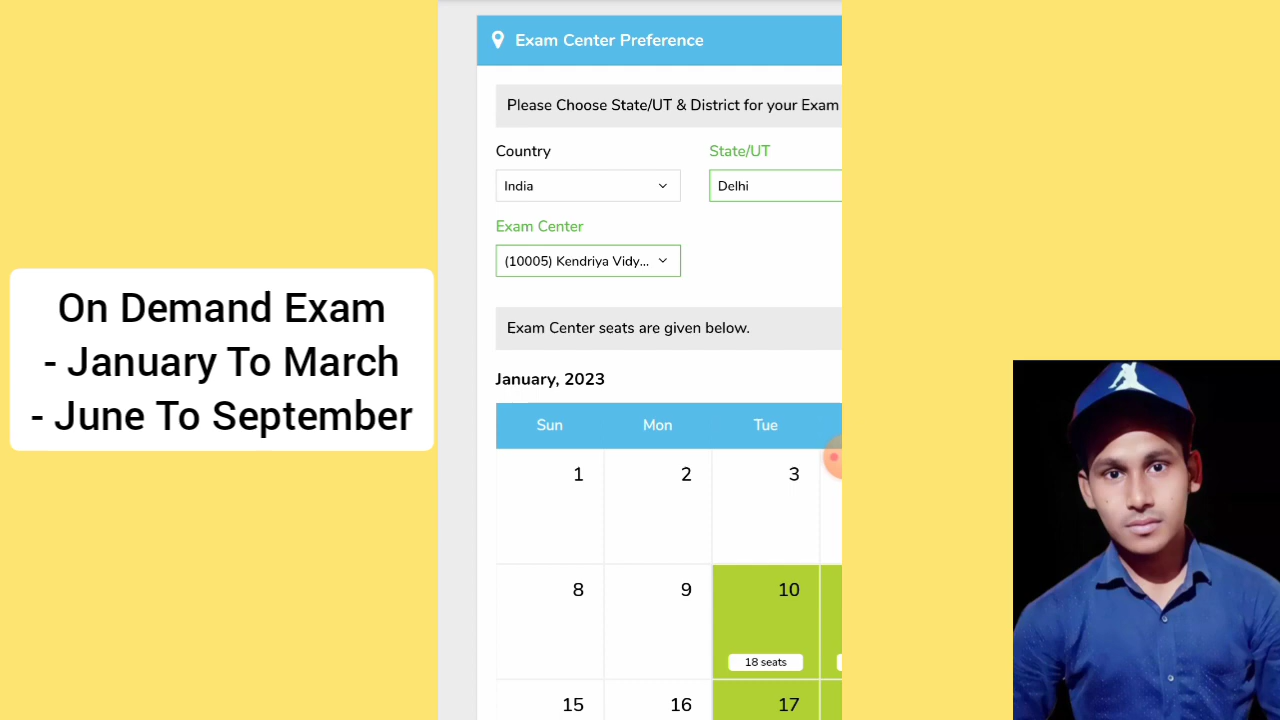 Exam Center Preference
Please Choose State/UT & District for your Exam
Country
State/UT
India
Delhi
Exam Center
(10005) Kendriya Vidy...
Exam Center seats are given below.
January, 2023
Sun Mon Tue
1 2 3
8 9 10
18 seats
15 16 17
On Demand Exam
- January To March
- June To September